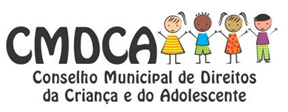 CMDCA
Conselho Municipal de Direitos
da Criança e do Adolescente